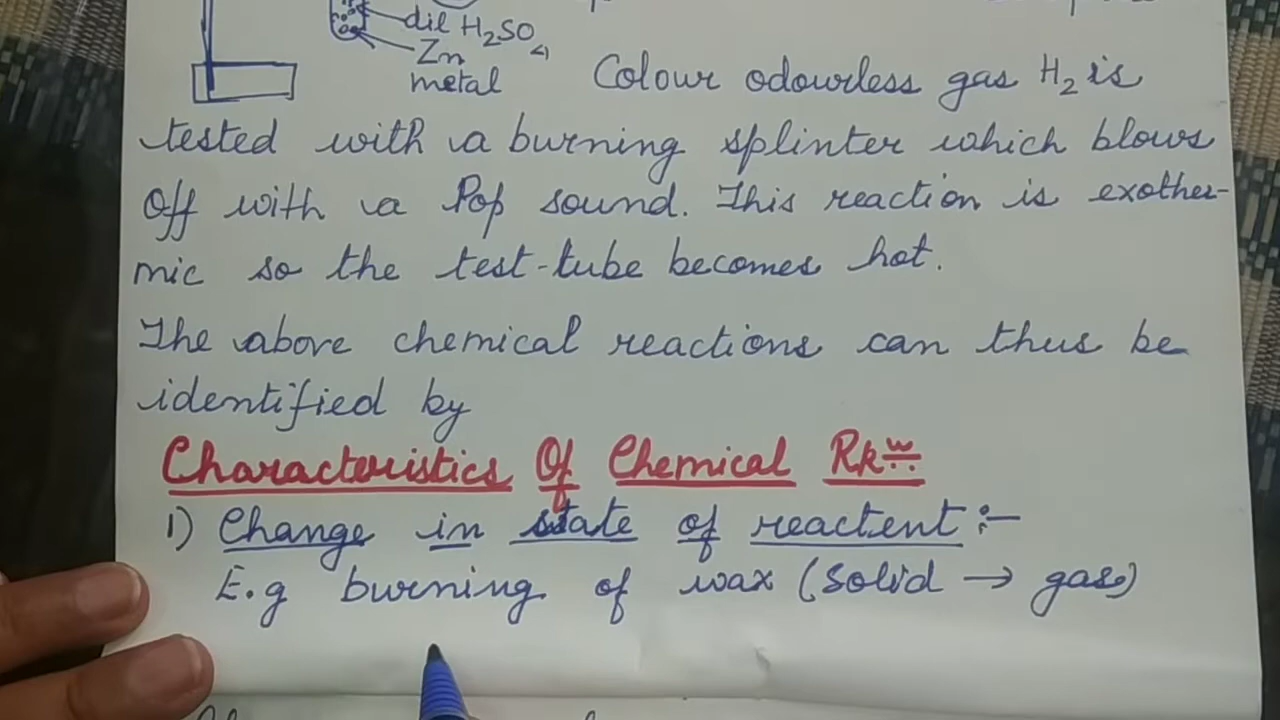 dil H₂SO₄
Zn
metal
Colour odourless gas H₂ is
tested with a burning splinter which blows
Off with a Pop sound. This reaction is exother-
mic so the test-tube becomes hot.
The above chemical reactions can thus be
identified by
Characteristics Of Chemical
1) Change in state of reactent :-
E.g burning of wax (Solid → gas)